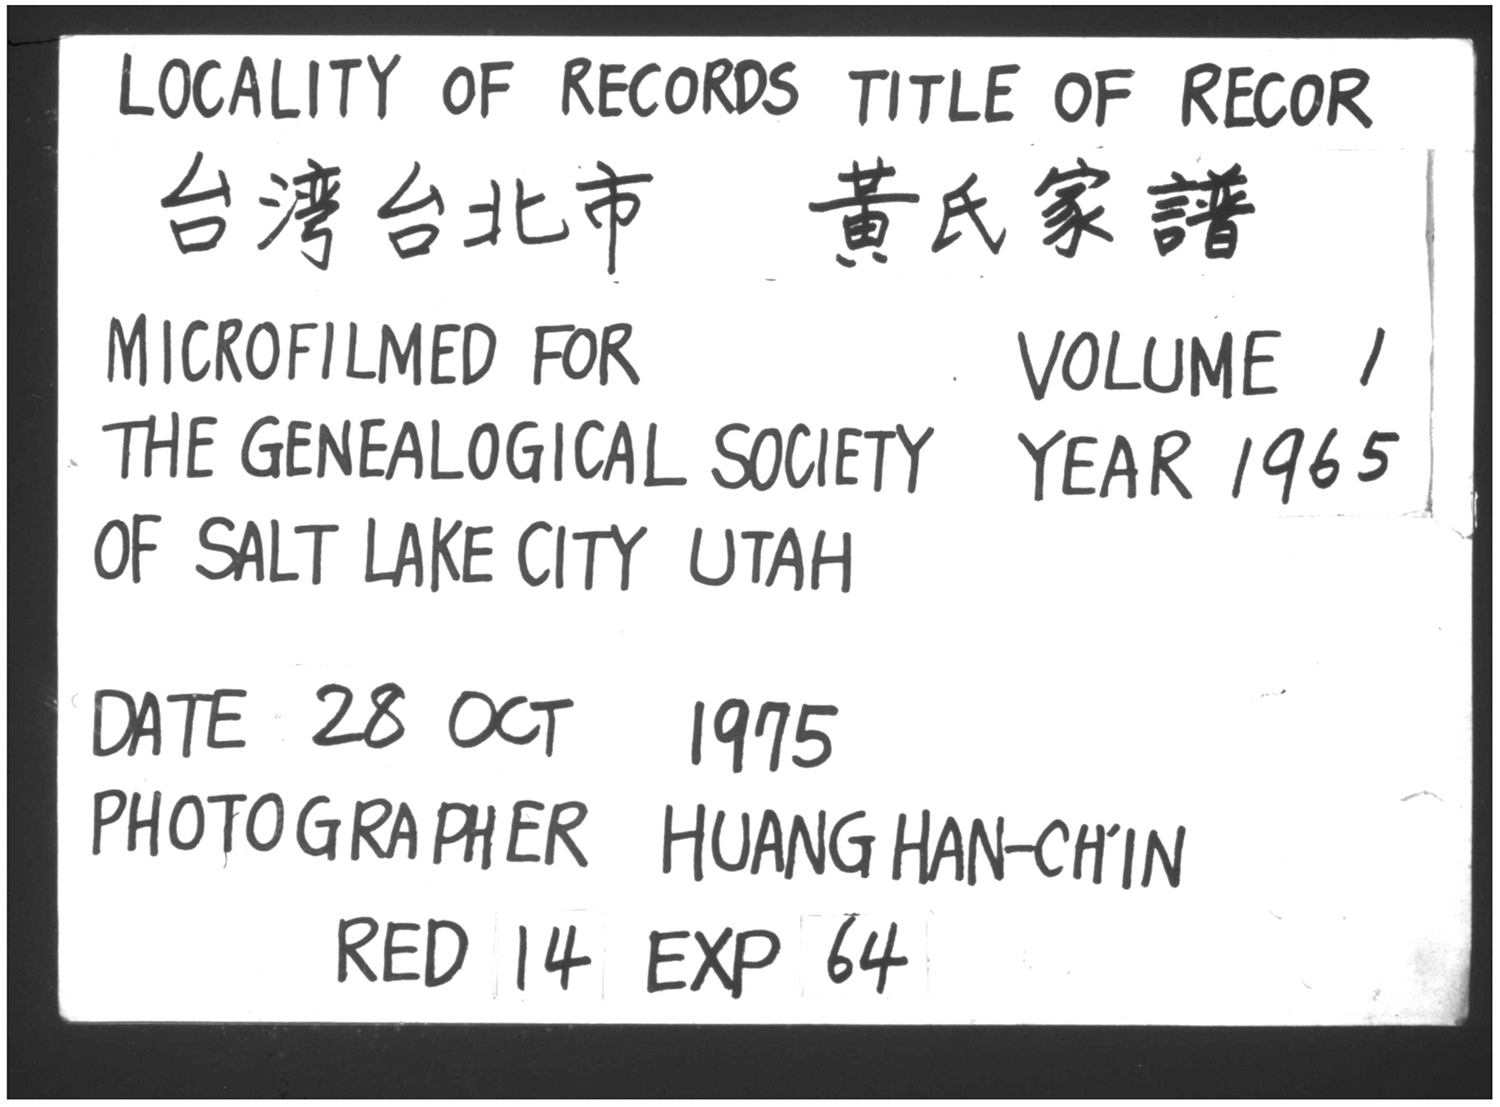 LOCALITY OF RECORDS TITLE OF RECOR
台湾台北市 黃氏家譜
MICROFILMED FOR VOLUME 1
THE GENEALOGICAL SOCIETY YEAR 1965
OF SALT LAKE CITY UTAH
DATE 28 OCT 1975
PHOTOGRAPHER HUANG HAN-CH'IN
RED 14 EXP 64